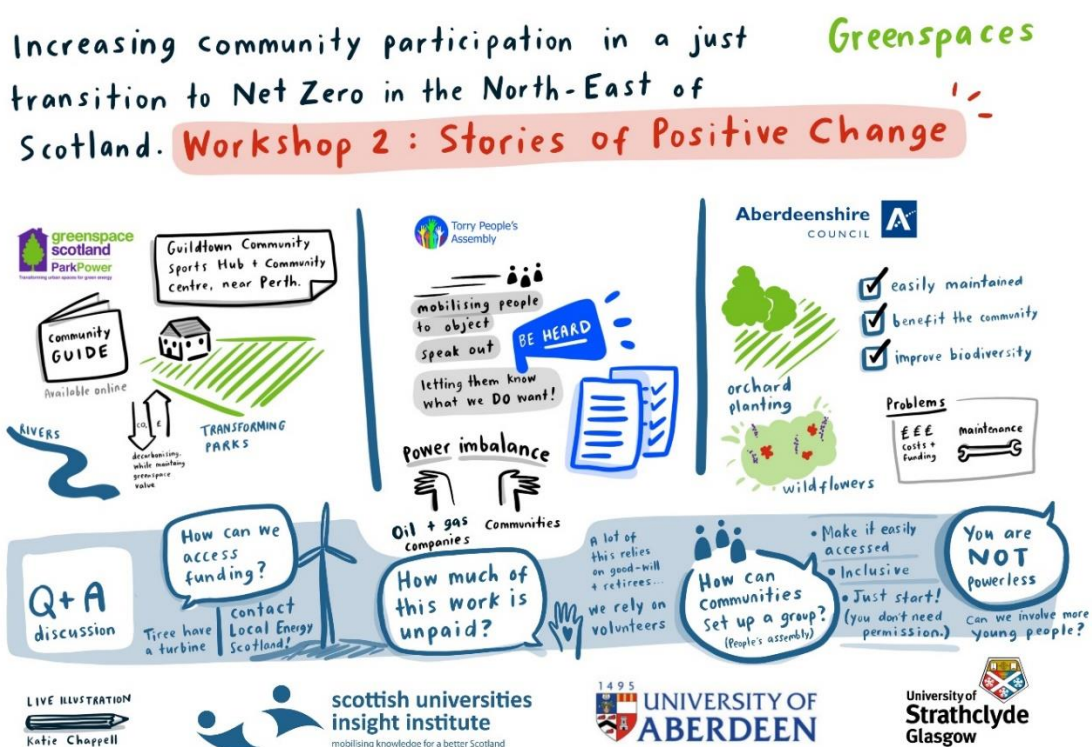 Increasing community participation in a just
transition to Net Zero in the North-East of
Scotland. Workshop 2 : Stories of Positive Change
Greenspaces
greenspace
scotland
ParkPower
Transforming urban spaces for green energy
Guildtown Community
Sports Hub + Community
centre, near Perth.
Community
GUIDE
Available online
CO₂ £
decarbonising,
while maintaing
greenspace
value
RIVERS
TRANSFORMING
PARKS
Torry People's
Assembly
mobilising people
to object
speak out
letting them know
what we DO want!
BE HEARD
Power imbalance
Oil + gas
companies
Communities
Aberdeenshire
COUNCIL
easily maintained
benefit the community
improve biodiversity
orchard
planting
wildflowers
Problems
£££
costs +
funding
maintenance
Q+A
discussion
How can we
access
funding?
Tiree have
a turbine
contact
Local Energy
Scotland!
How much of
this work is
unpaid?
A lot of
this relies
on good-will
+ retirees...
we rely on
volunteers
How can
communities
set up a group?
(People's assembly)
• Make it easily
accessed
• Inclusive
• Just start!
(you don't need
permission.)
You are
NOT
powerless
Can we involve more
young people?
LIVE ILLUSTRATION
Katie Chappell
scottish universities
insight institute
mobilising knowledge for a better Scotland
1495
UNIVERSITY OF
ABERDEEN
University of
Strathclyde
Glasgow